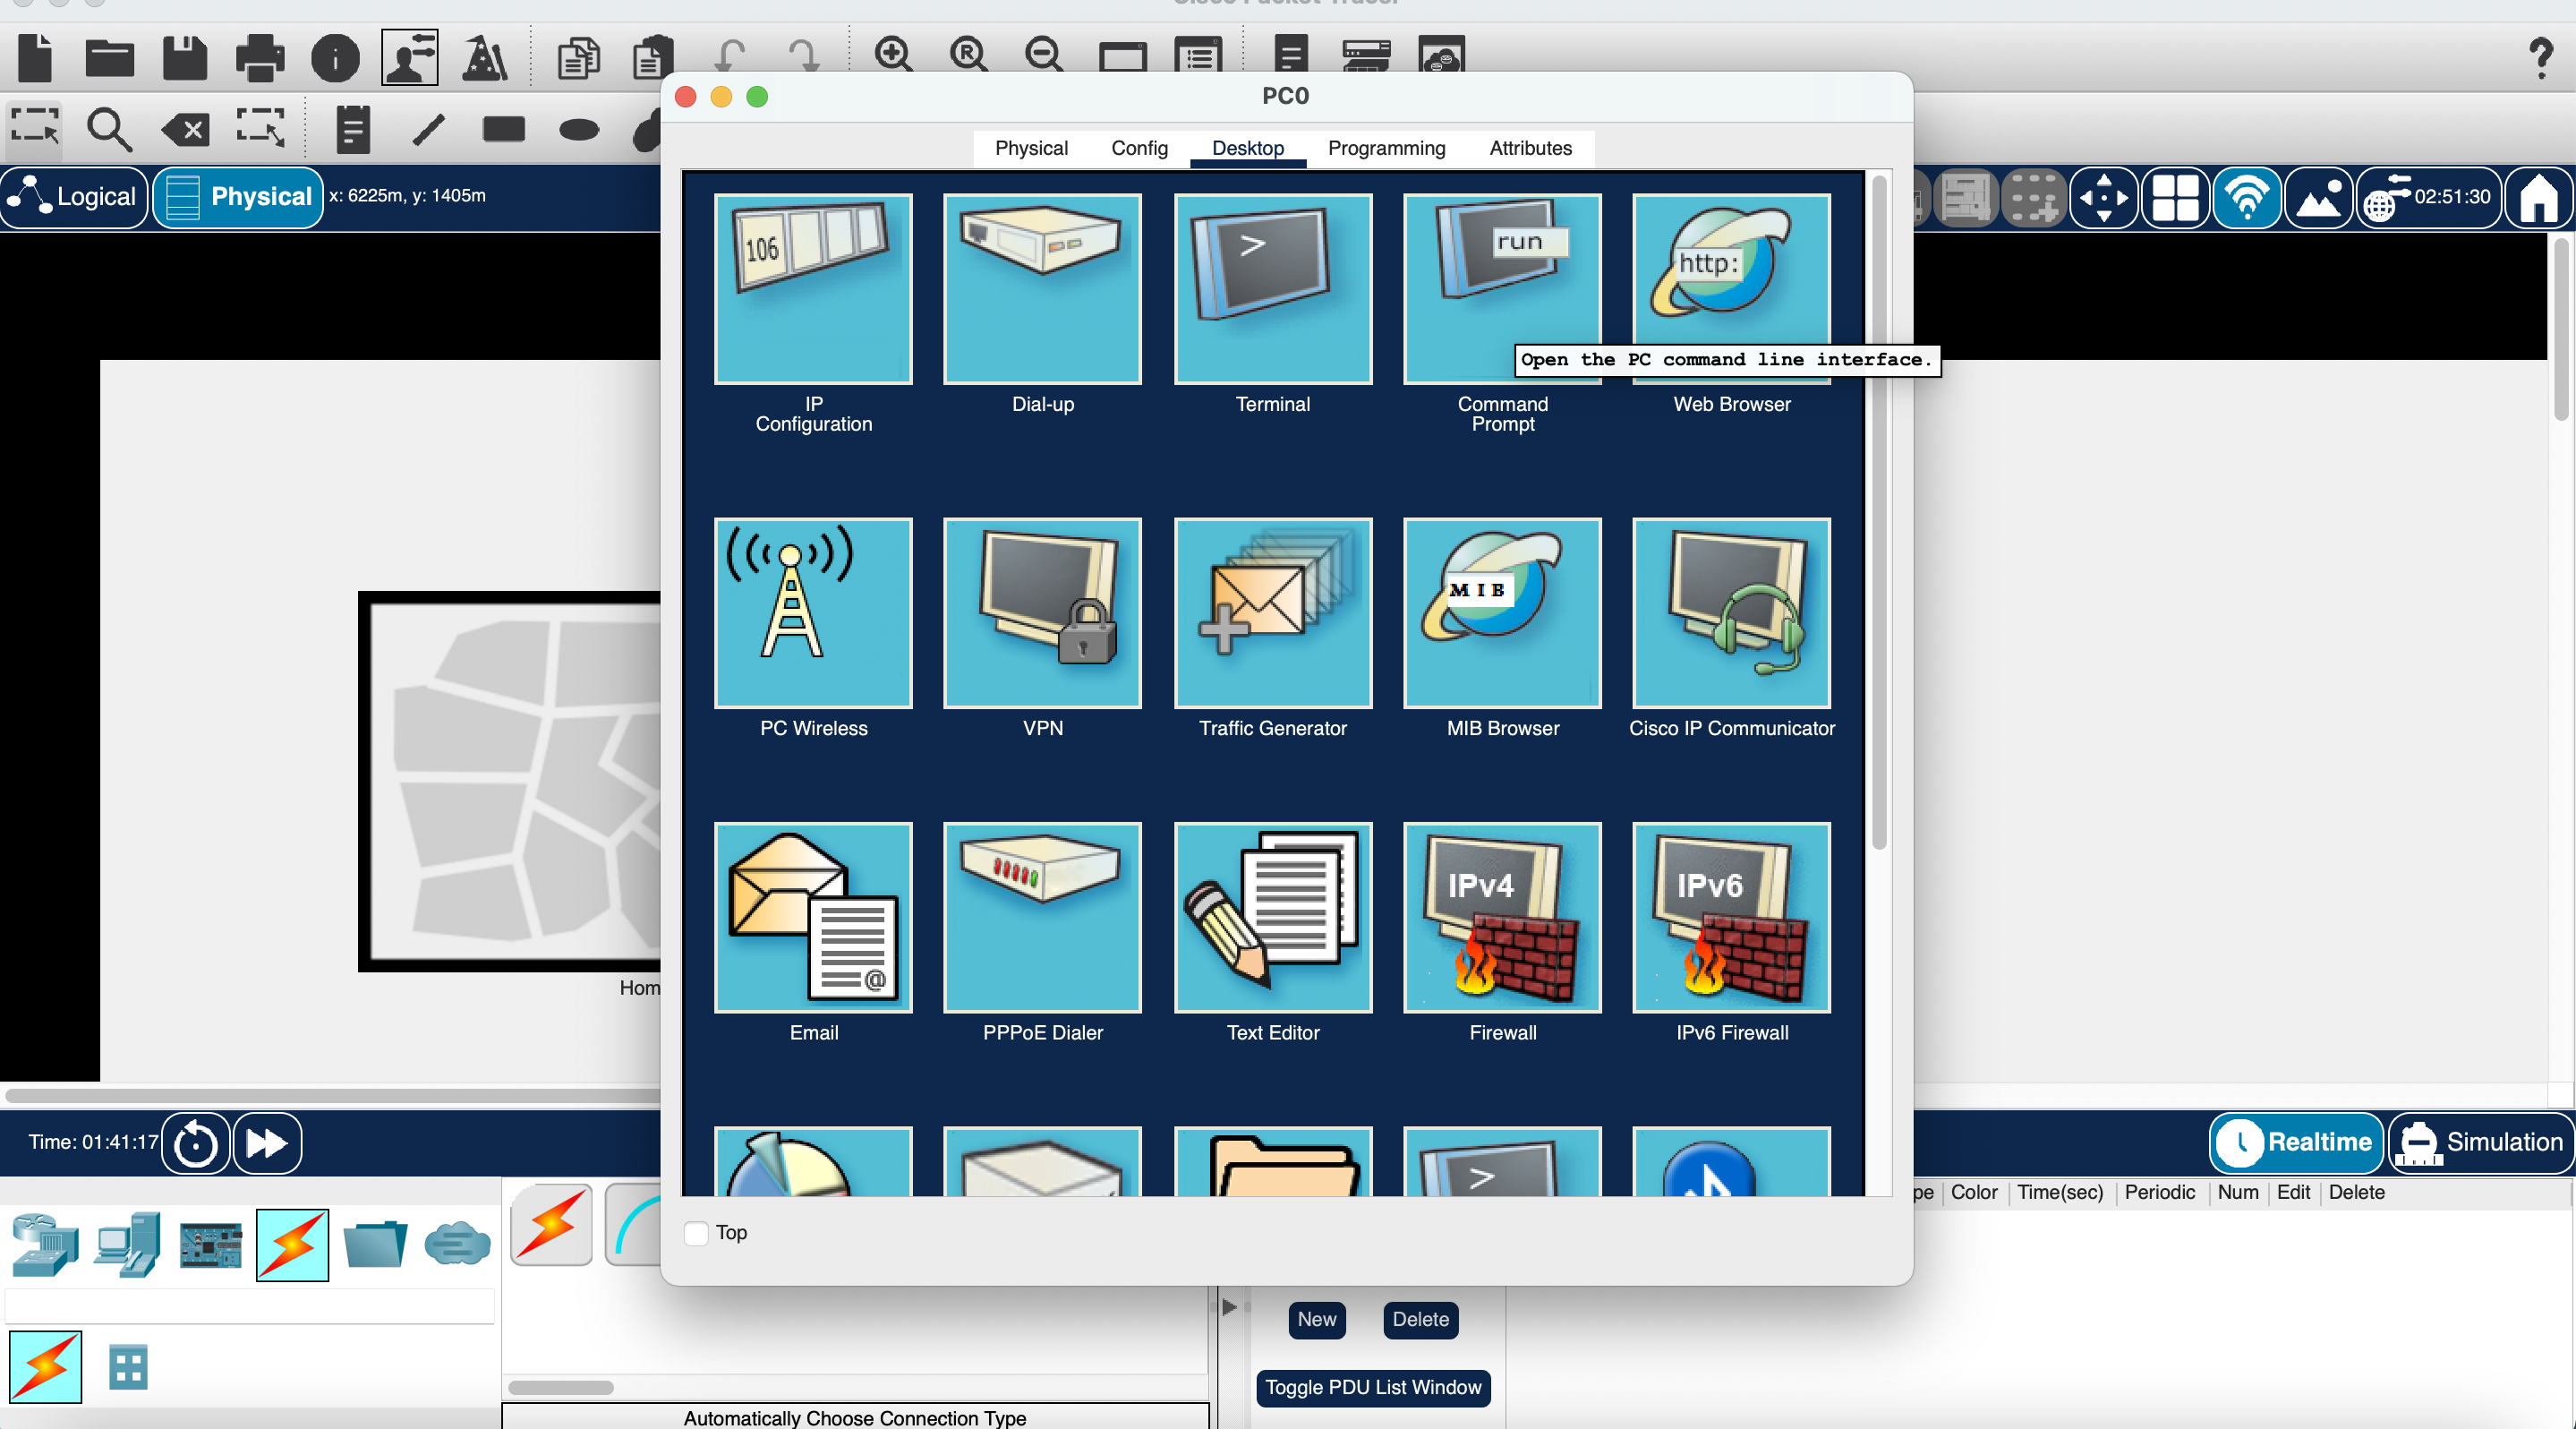 Cisco Packet Tracer
PC0
Physical Config Desktop Programming Attributes
Logical Physical x: 6225m, y: 1405m
02:51:30
106
>
run
http:
Open the PC command line interface.
IP Configuration
Dial-up
Terminal
Command Prompt
Web Browser
MIB
PC Wireless
VPN
Traffic Generator
MIB Browser
Cisco IP Communicator
@
IPv4
IPv6
Email
PPPoE Dialer
Text Editor
Firewall
IPv6 Firewall
Hom
>
Time: 01:41:17
Realtime Simulation
pe Color Time(sec) Periodic Num Edit Delete
Top
New Delete
Toggle PDU List Window
Automatically Choose Connection Type